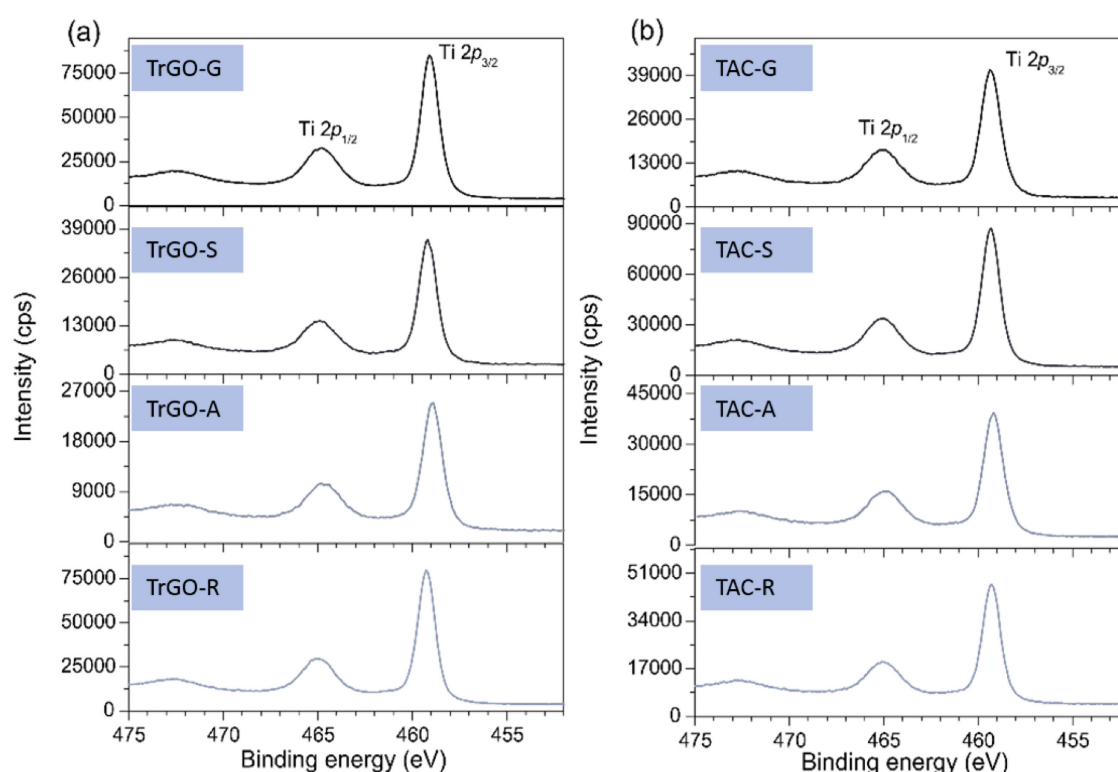 (a)
TrGO-G
Ti 2p3/2
Ti 2p1/2
75000
50000
25000
0
TrGO-S
39000
26000
13000
0
TrGO-A
27000
18000
9000
0
TrGO-R
75000
50000
25000
0
475 470 465 460 455
Intensity (cps)
Binding energy (eV)
(b)
TAC-G
Ti 2p3/2
Ti 2p1/2
39000
26000
13000
0
TAC-S
90000
60000
30000
0
TAC-A
45000
30000
15000
0
TAC-R
51000
34000
17000
0
475 470 465 460 455
Intensity (cps)
Binding energy (eV)